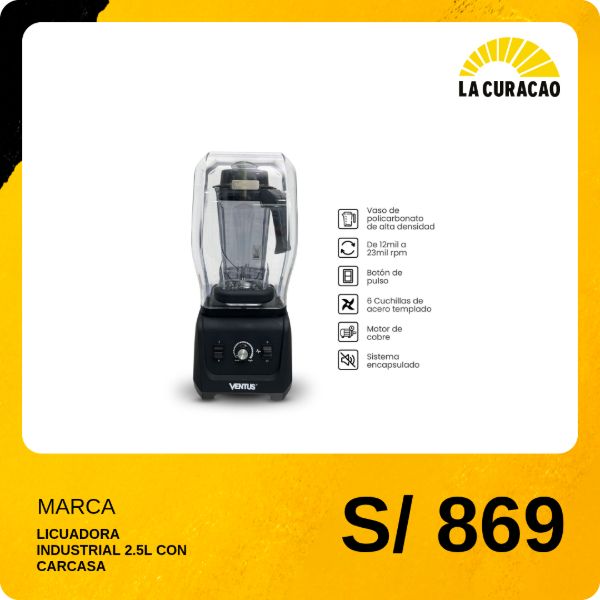 LA CURACAO
Vaso de
policarbonato
de alta densidad
De 12mil a
23mil rpm
Botón de
pulso
6 Cuchillas de
acero templado
Motor de
cobre
Sistema
encapsulado
VENTUS
MARCA
LICUADORA
INDUSTRIAL 2.5L CON
CARCASA
S/ 869